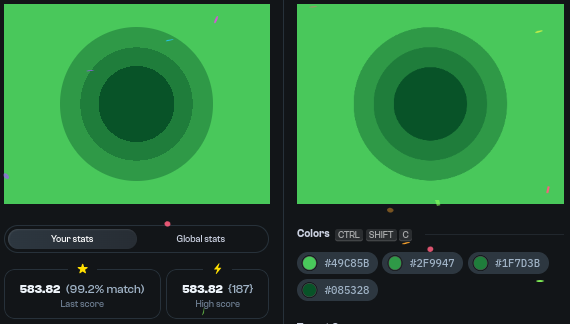 Your stats
Global stats
583.82 (99.2% match)
Last score
583.82 {187}
High score
Colors CTRL SHIFT C
#49C85B
#2F9947
#1F7D3B
#085328